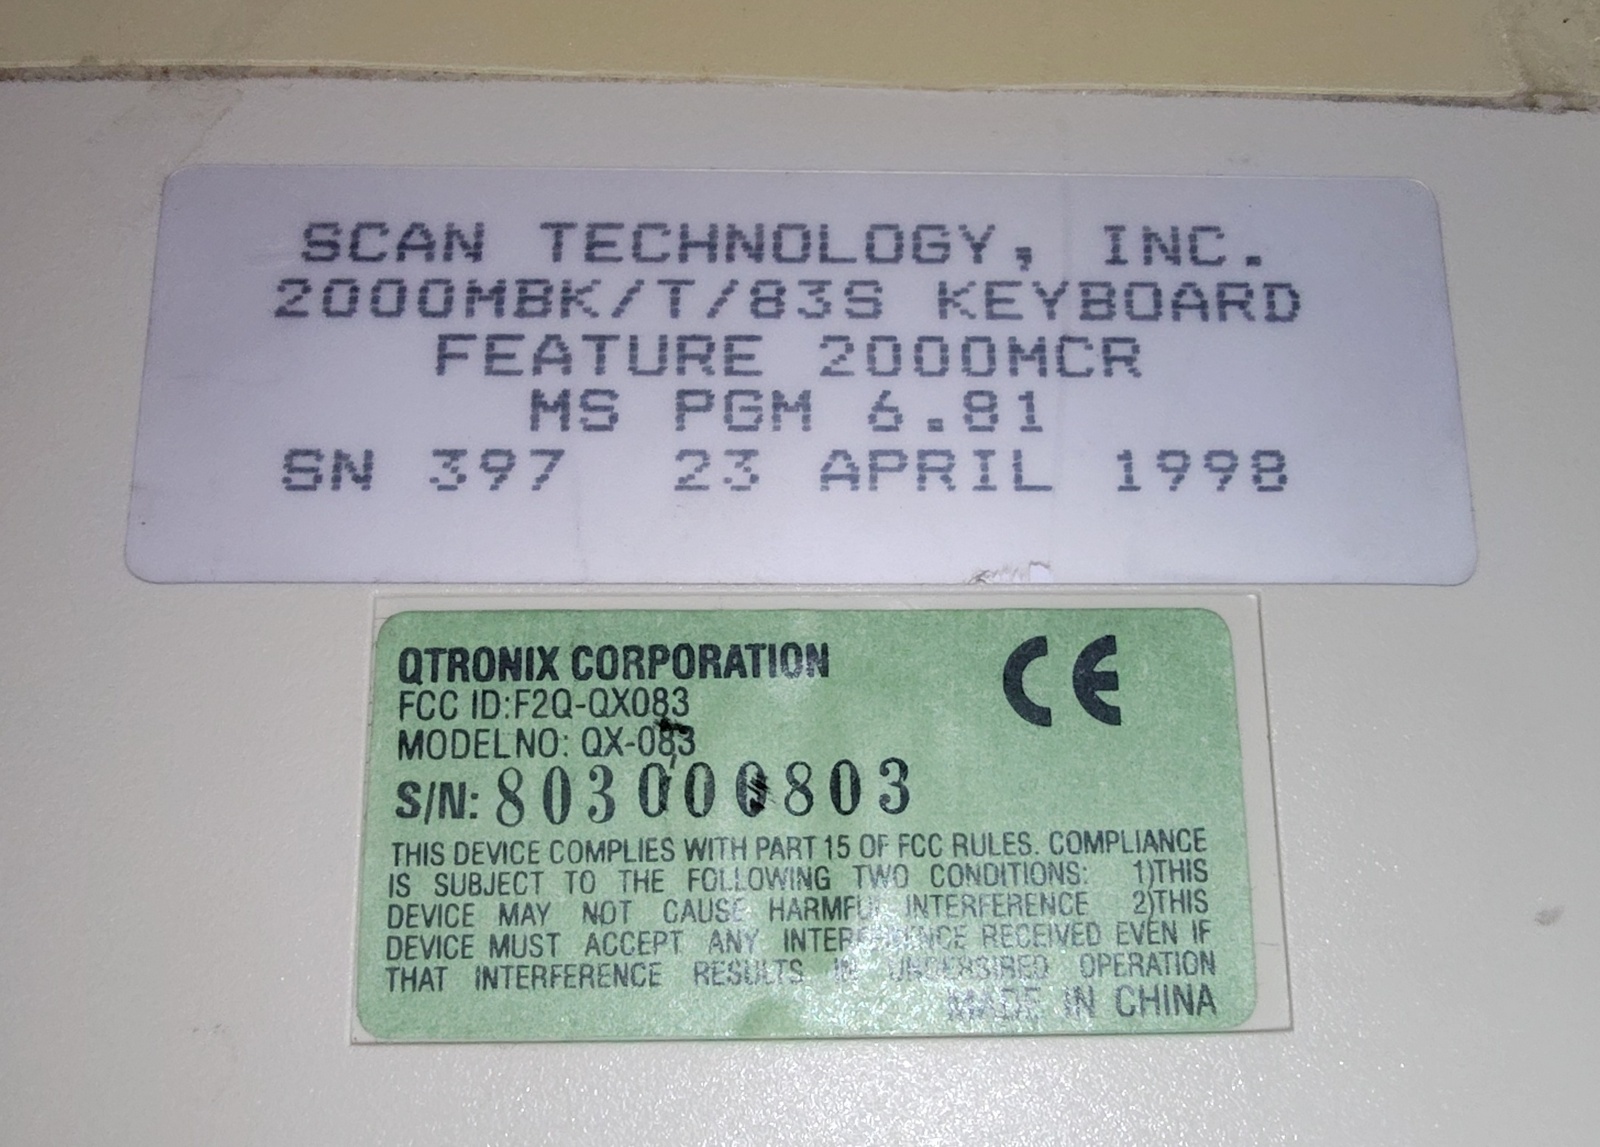 SCAN TECHNOLOGY, INC.
2000MBK/T/83S KEYBOARD
FEATURE 2000MCR
MS PGM 6.81
SN 397 23 APRIL 1998
QTRONIX CORPORATION
CE
FCC ID:F2Q-QX083
MODEL NO: QX-083
S/N: 803000803
THIS DEVICE COMPLIES WITH PART 15 OF FCC RULES. COMPLIANCE
IS SUBJECT TO THE FOLLOWING TWO CONDITIONS: 1)THIS
DEVICE MAY NOT CAUSE HARMFUL INTERFERENCE 2)THIS
DEVICE MUST ACCEPT ANY INTERFERENCE RECEIVED EVEN IF
THAT INTERFERENCE RESULTS IN OPERATION
MADE IN CHINA